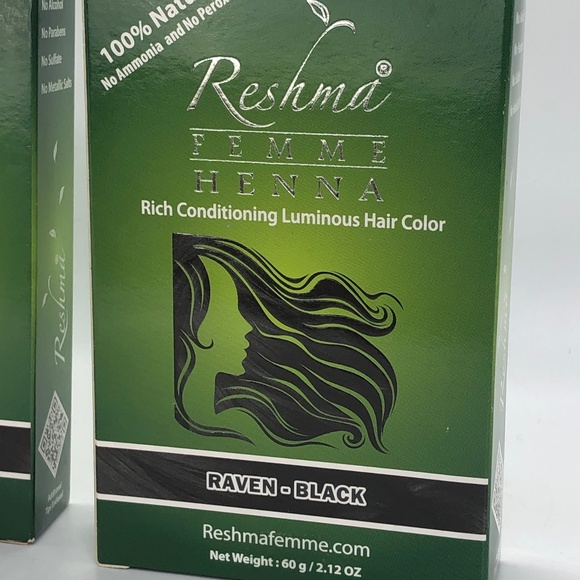 No Alcohol
No Parabens
No Sulfate
No Metallic Salts
Reshma
100% Natu
No Ammonia and No Perox
Reshma®
FEMME
HENNA
Rich Conditioning Luminous Hair Color
RAVEN - BLACK
Reshmafemme.com
Net Weight : 60 g / 2.12 OZ